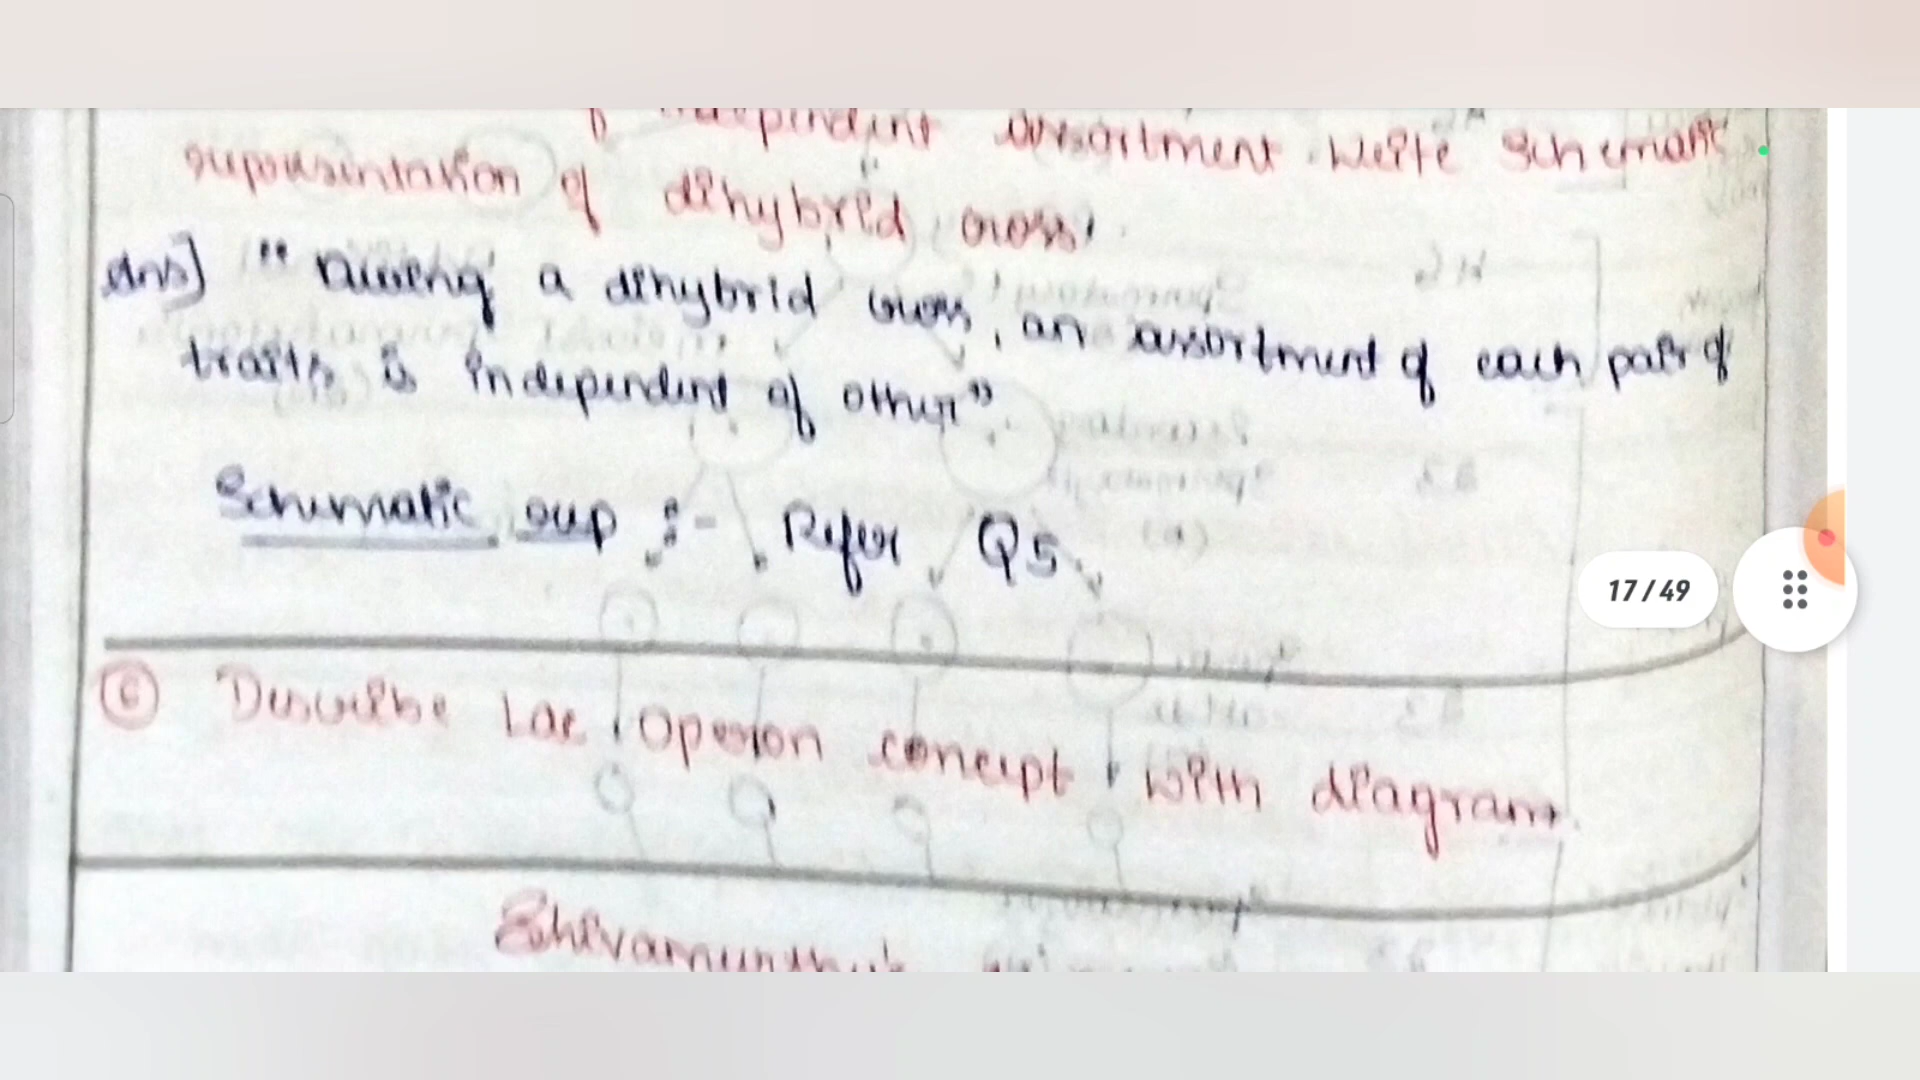 of independent assortment. Write schematic
representation of dihybrid cross.
Ans] " During a dihybrid cross, an assortment of each pair of
traits is independent of other"
Schematic rep :- Refer Q5
17/49
⑥ Describe Lac Operon concept with diagram.